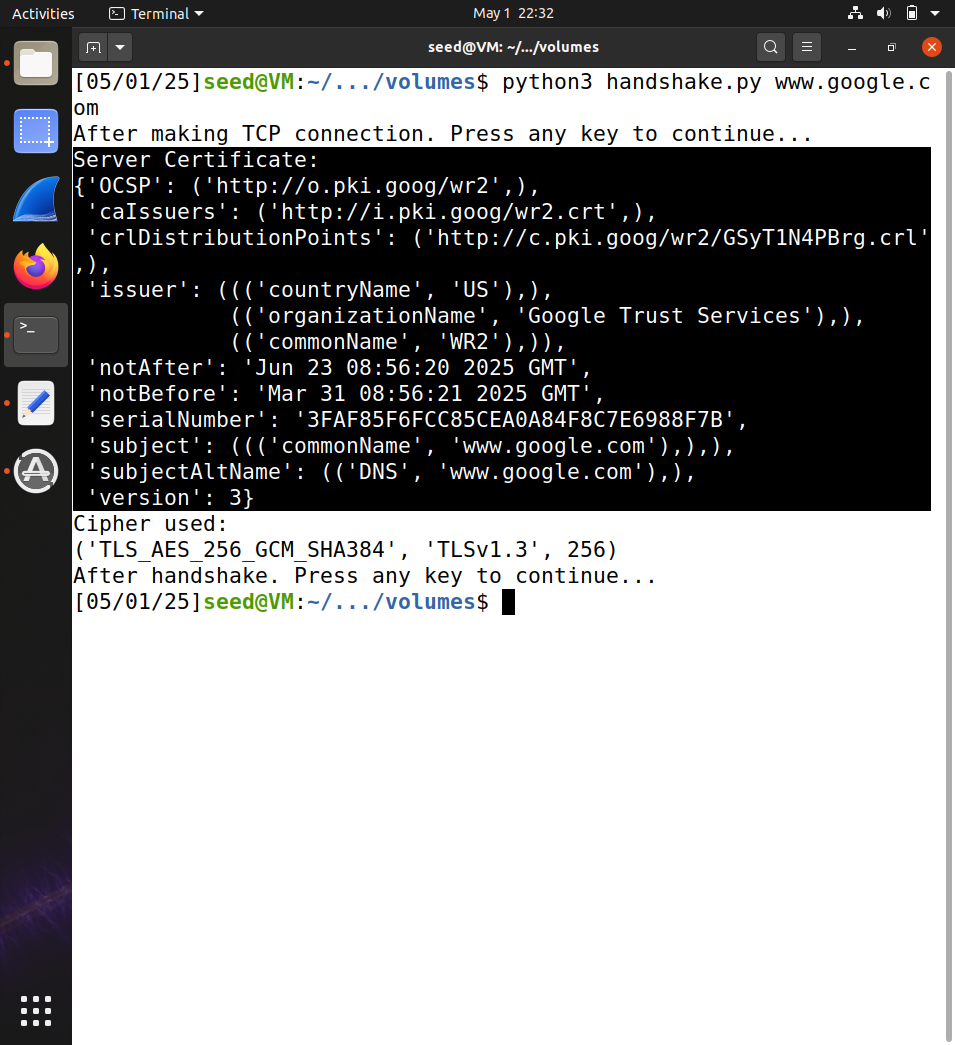 Activities
Terminal
May 1 22:32
seed@VM: ~/.../volumes
[05/01/25]seed@VM:~/.../volumes$ python3 handshake.py www.google.c
om
After making TCP connection. Press any key to continue...
Server Certificate:
{'OCSP': ('http://o.pki.goog/wr2',),
 'caIssuers': ('http://i.pki.goog/wr2.crt',),
 'crlDistributionPoints': ('http://c.pki.goog/wr2/GSyT1N4PBrg.crl'
,),
 'issuer': ((('countryName', 'US'),),
            (('organizationName', 'Google Trust Services'),),
            (('commonName', 'WR2'),)),
 'notAfter': 'Jun 23 08:56:20 2025 GMT',
 'notBefore': 'Mar 31 08:56:21 2025 GMT',
 'serialNumber': '3FAF85F6FCC85CEA0A84F8C7E6988F7B',
 'subject': ((('commonName', 'www.google.com'),),),
 'subjectAltName': (('DNS', 'www.google.com'),),
 'version': 3}
Cipher used:
('TLS_AES_256_GCM_SHA384', 'TLSv1.3', 256)
After handshake. Press any key to continue...
[05/01/25]seed@VM:~/.../volumes$